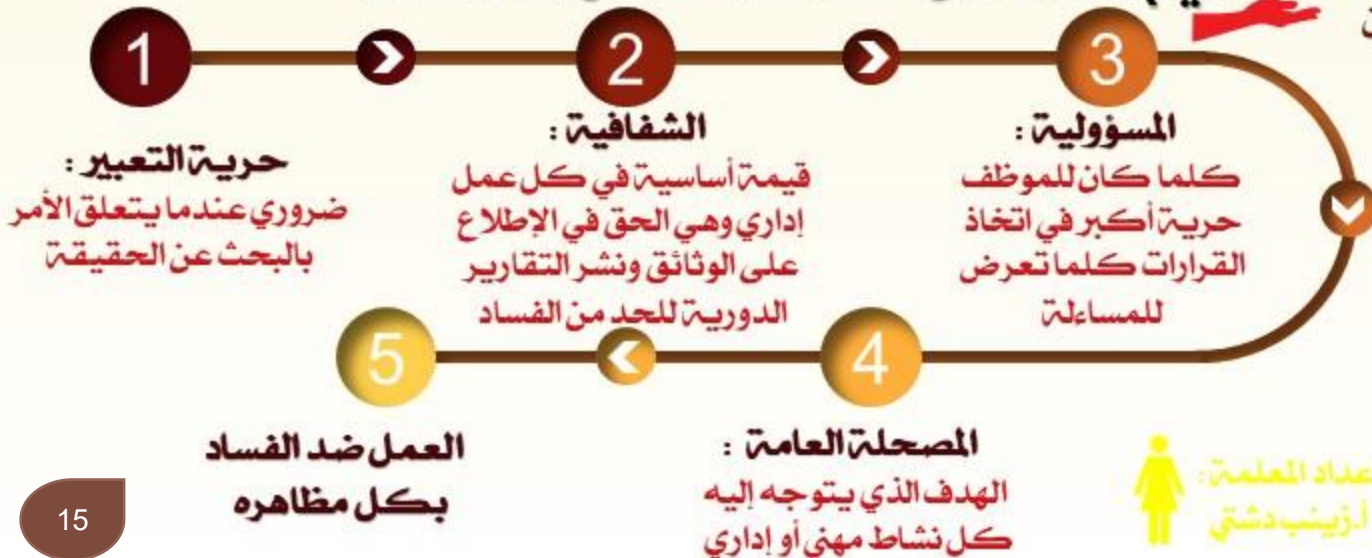 1
حرية التعبير :
ضروري عندما يتعلق الأمر
بالبحث عن الحقيقة
2
الشفافية :
قيمة أساسية في كل عمل
إداري وهي الحق في الإطلاع
على الوثائق ونشر التقارير
الدورية للحد من الفساد
3
المسؤولية :
كلما كان للموظف
حرية أكبر في اتخاذ
القرارات كلما تعرض
للمساءلة
4
المصحلة العامة :
الهدف الذي يتوجه إليه
كل نشاط مهني أو إداري
5
العمل ضد الفساد
بكل مظاهره
عداد المعلمة :
أ.زينب دشتي
15